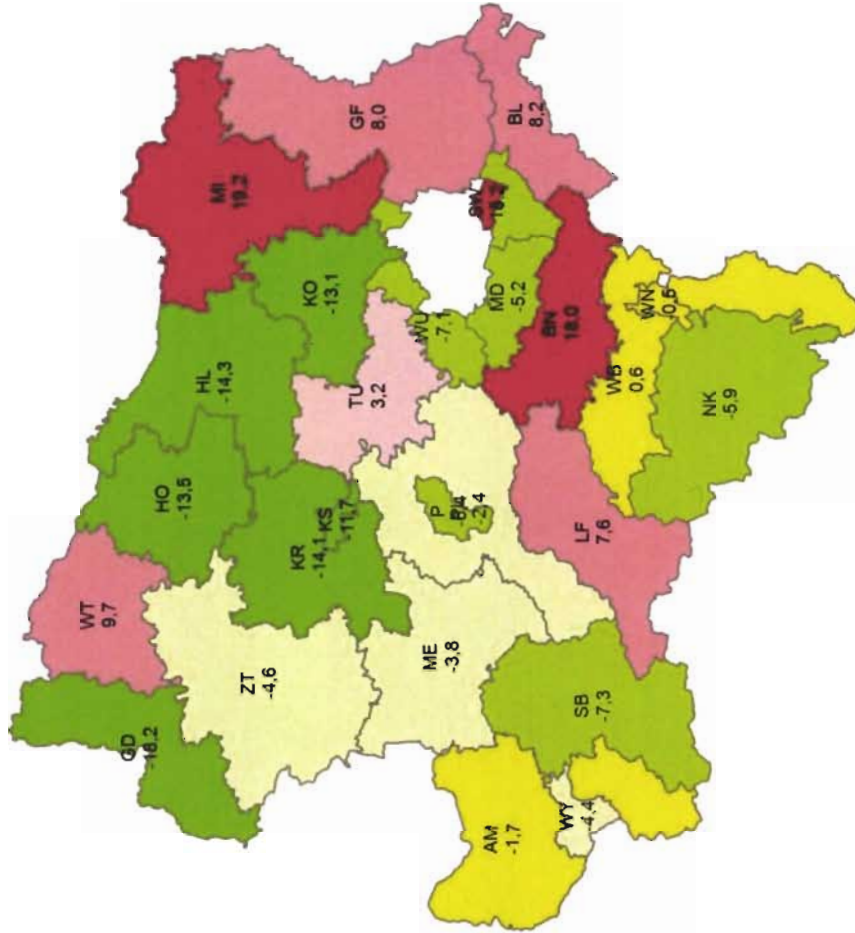 WT
9,7
GD
HO
-13,5
HL
-14,3
MI
19,2
ZT
-4,6
KR
-14,1
KS
-11,7
KO
-13,1
TU
3,2
GF
8,0
ME
-3,8
WU
-7,1
P
-2,4
AM
-1,7
MD
-5,2
SW
BL
8,2
BN
18,0
WY
-4,4
SB
-7,3
LF
7,6
WB
0,6
WN
NK
-5,9